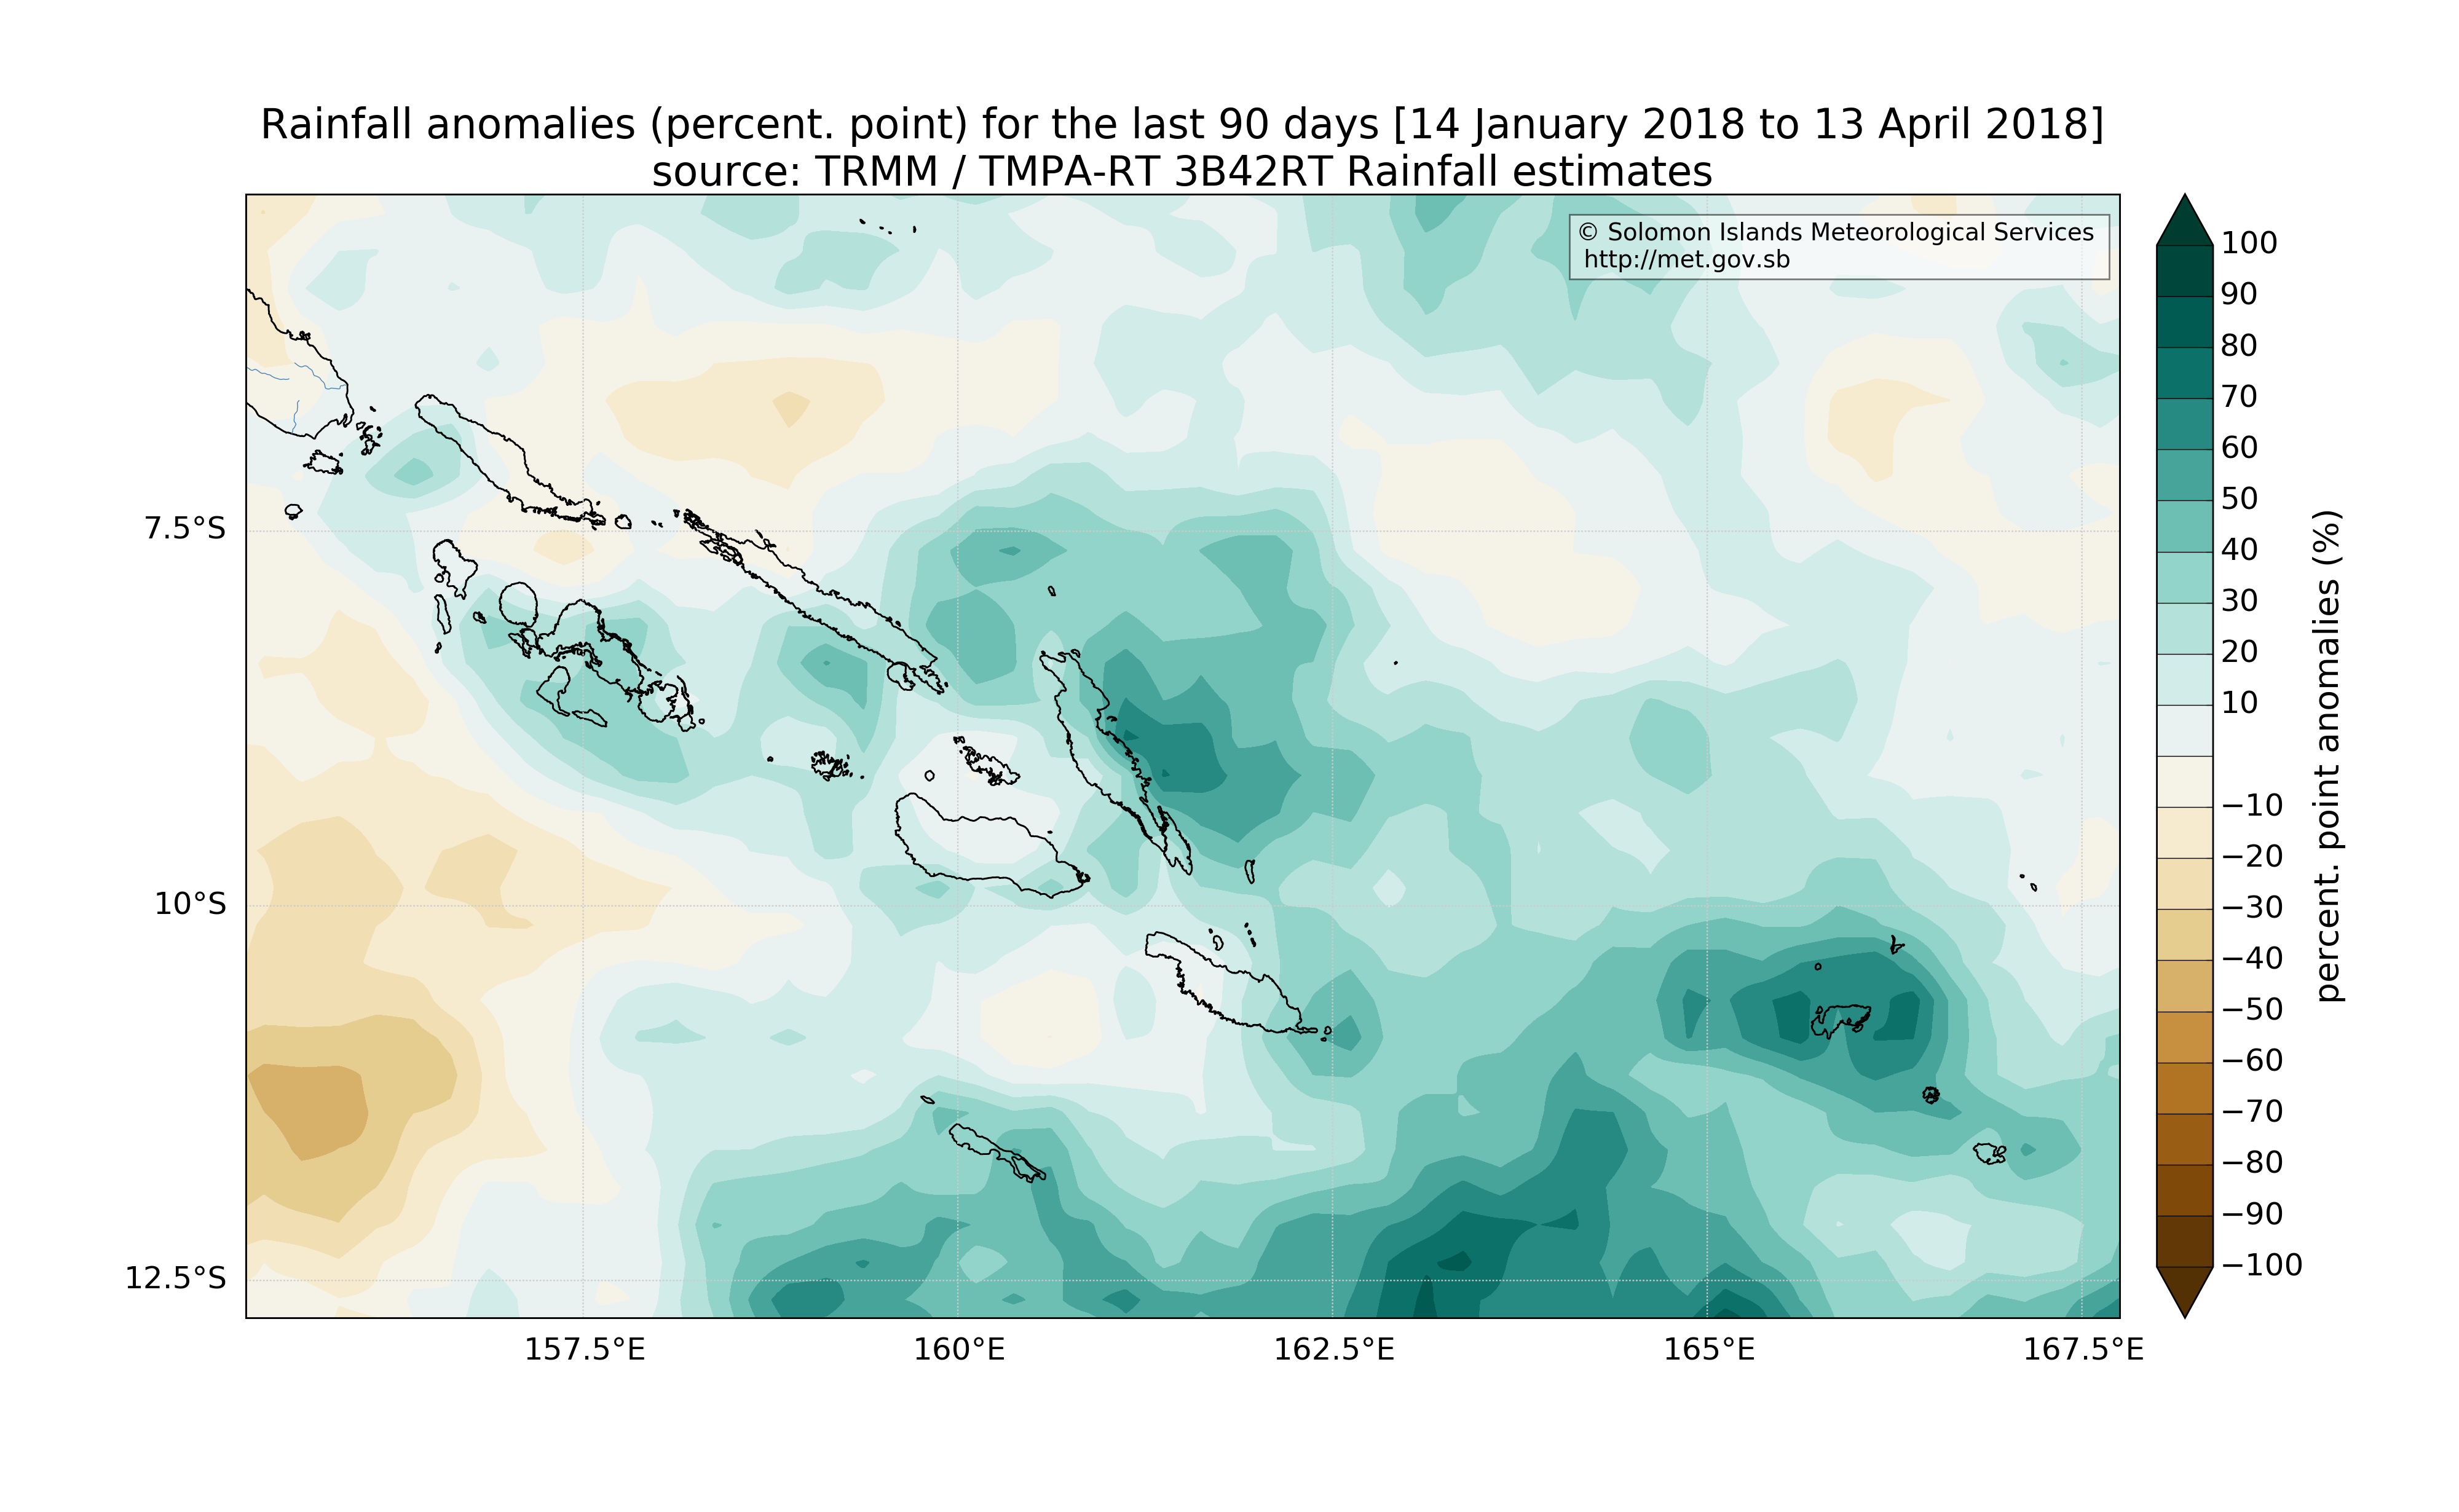 Rainfall anomalies (percent. point) for the last 90 days [14 January 2018 to 13 April 2018]
source: TRMM / TMPA-RT 3B42RT Rainfall estimates
© Solomon Islands Meteorological Services
http://met.gov.sb
7.5°S
10°S
12.5°S
157.5°E
160°E
162.5°E
165°E
167.5°E
100
90
80
70
60
50
40
30
20
10
−10
−20
−30
−40
−50
−60
−70
−80
−90
−100
percent. point anomalies (%)